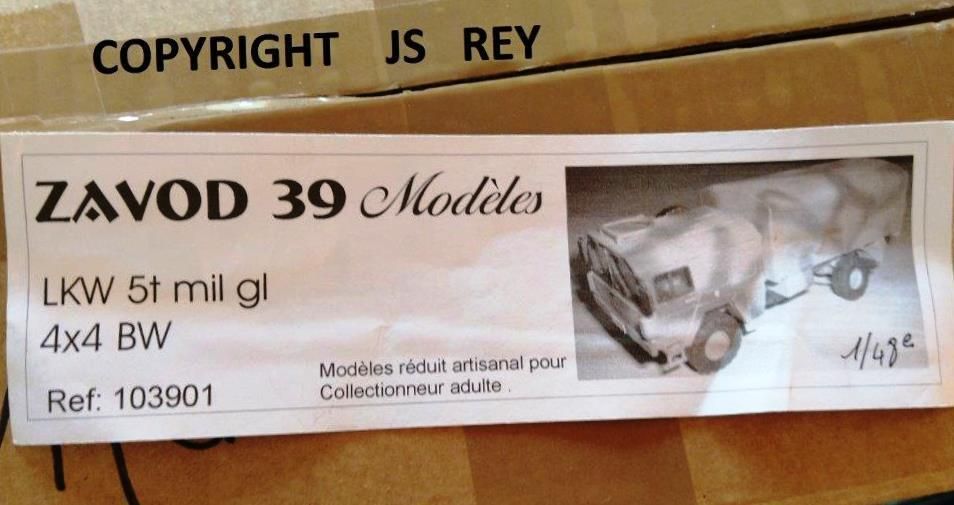 COPYRIGHT JS REY
ZAVOD 39 Modèles
LKW 5t mil gl
4x4 BW
Ref: 103901
Modèles réduit artisanal pour
Collectionneur adulte .
1/48e